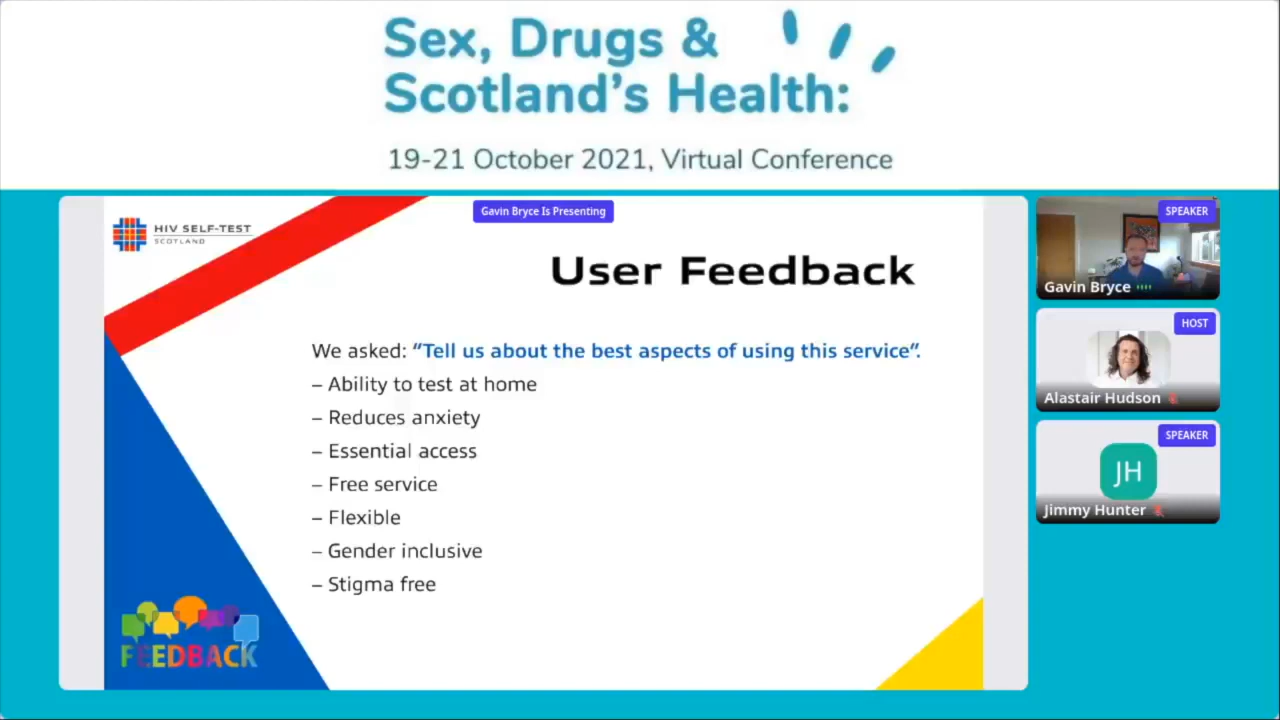 Sex, Drugs &
Scotland's Health:
19-21 October 2021, Virtual Conference
Gavin Bryce Is Presenting
HIV SELF-TEST
SCOTLAND
User Feedback
We asked: “Tell us about the best aspects of using this service”.
– Ability to test at home
– Reduces anxiety
– Essential access
– Free service
– Flexible
– Gender inclusive
– Stigma free
FEEDBACK
SPEAKER
Gavin Bryce
HOST
Alastair Hudson
SPEAKER
JH
Jimmy Hunter